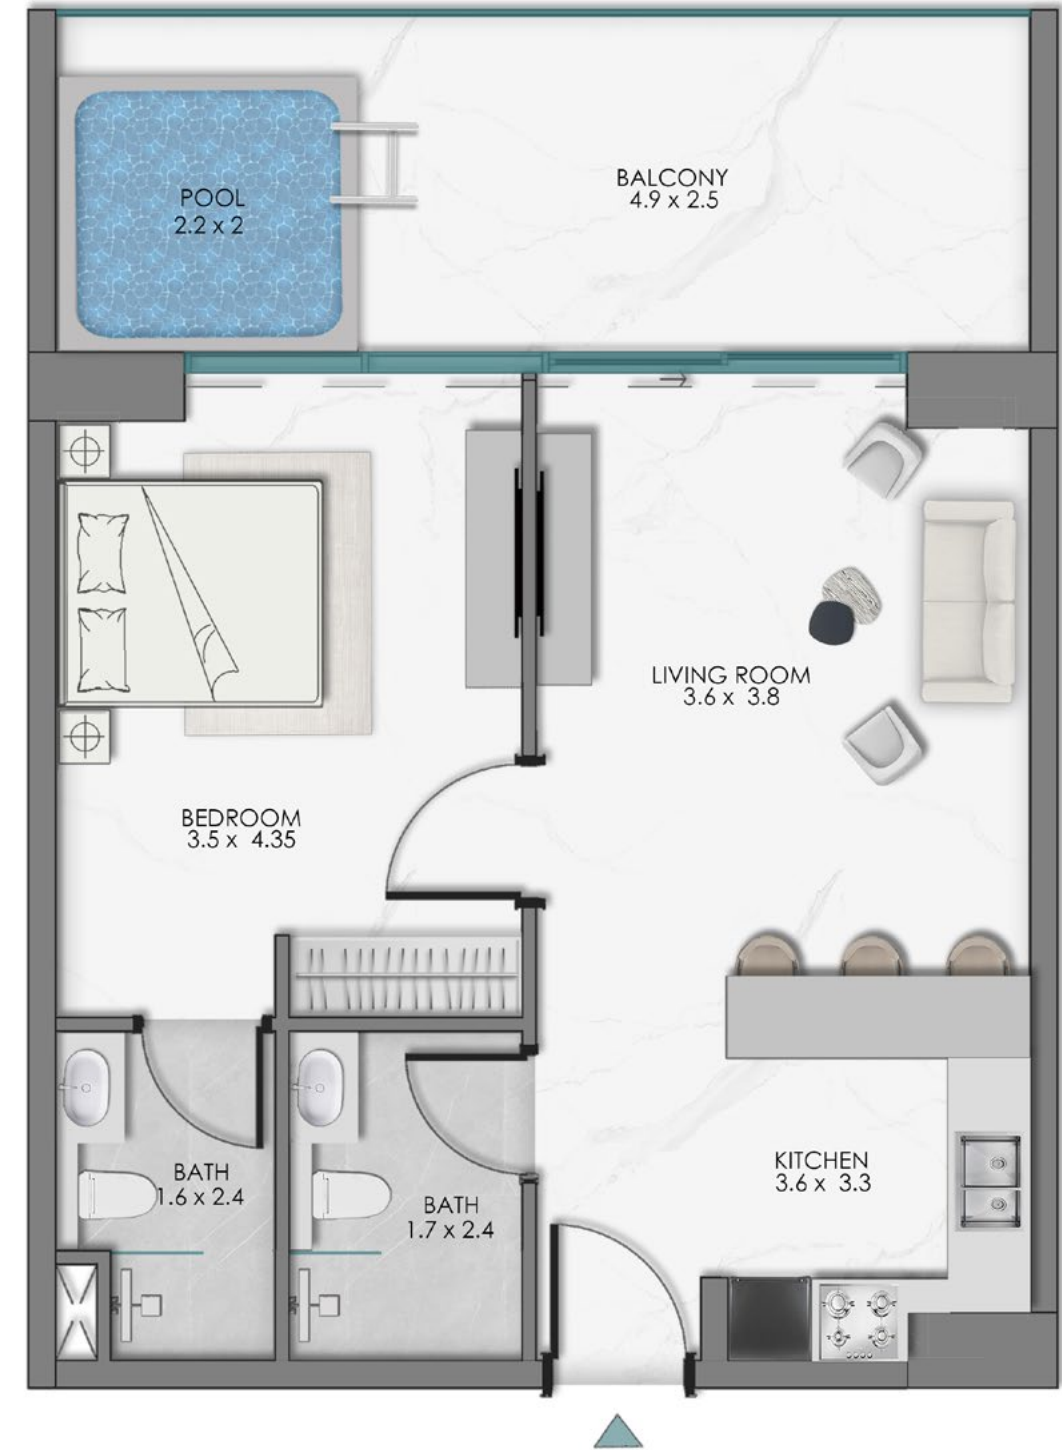 POOL
2.2 x 2
BALCONY
4.9 x 2.5
LIVING ROOM
3.6 x 3.8
BEDROOM
3.5 x 4.35
BATH
1.6 x 2.4
BATH
1.7 x 2.4
KITCHEN
3.6 x 3.3